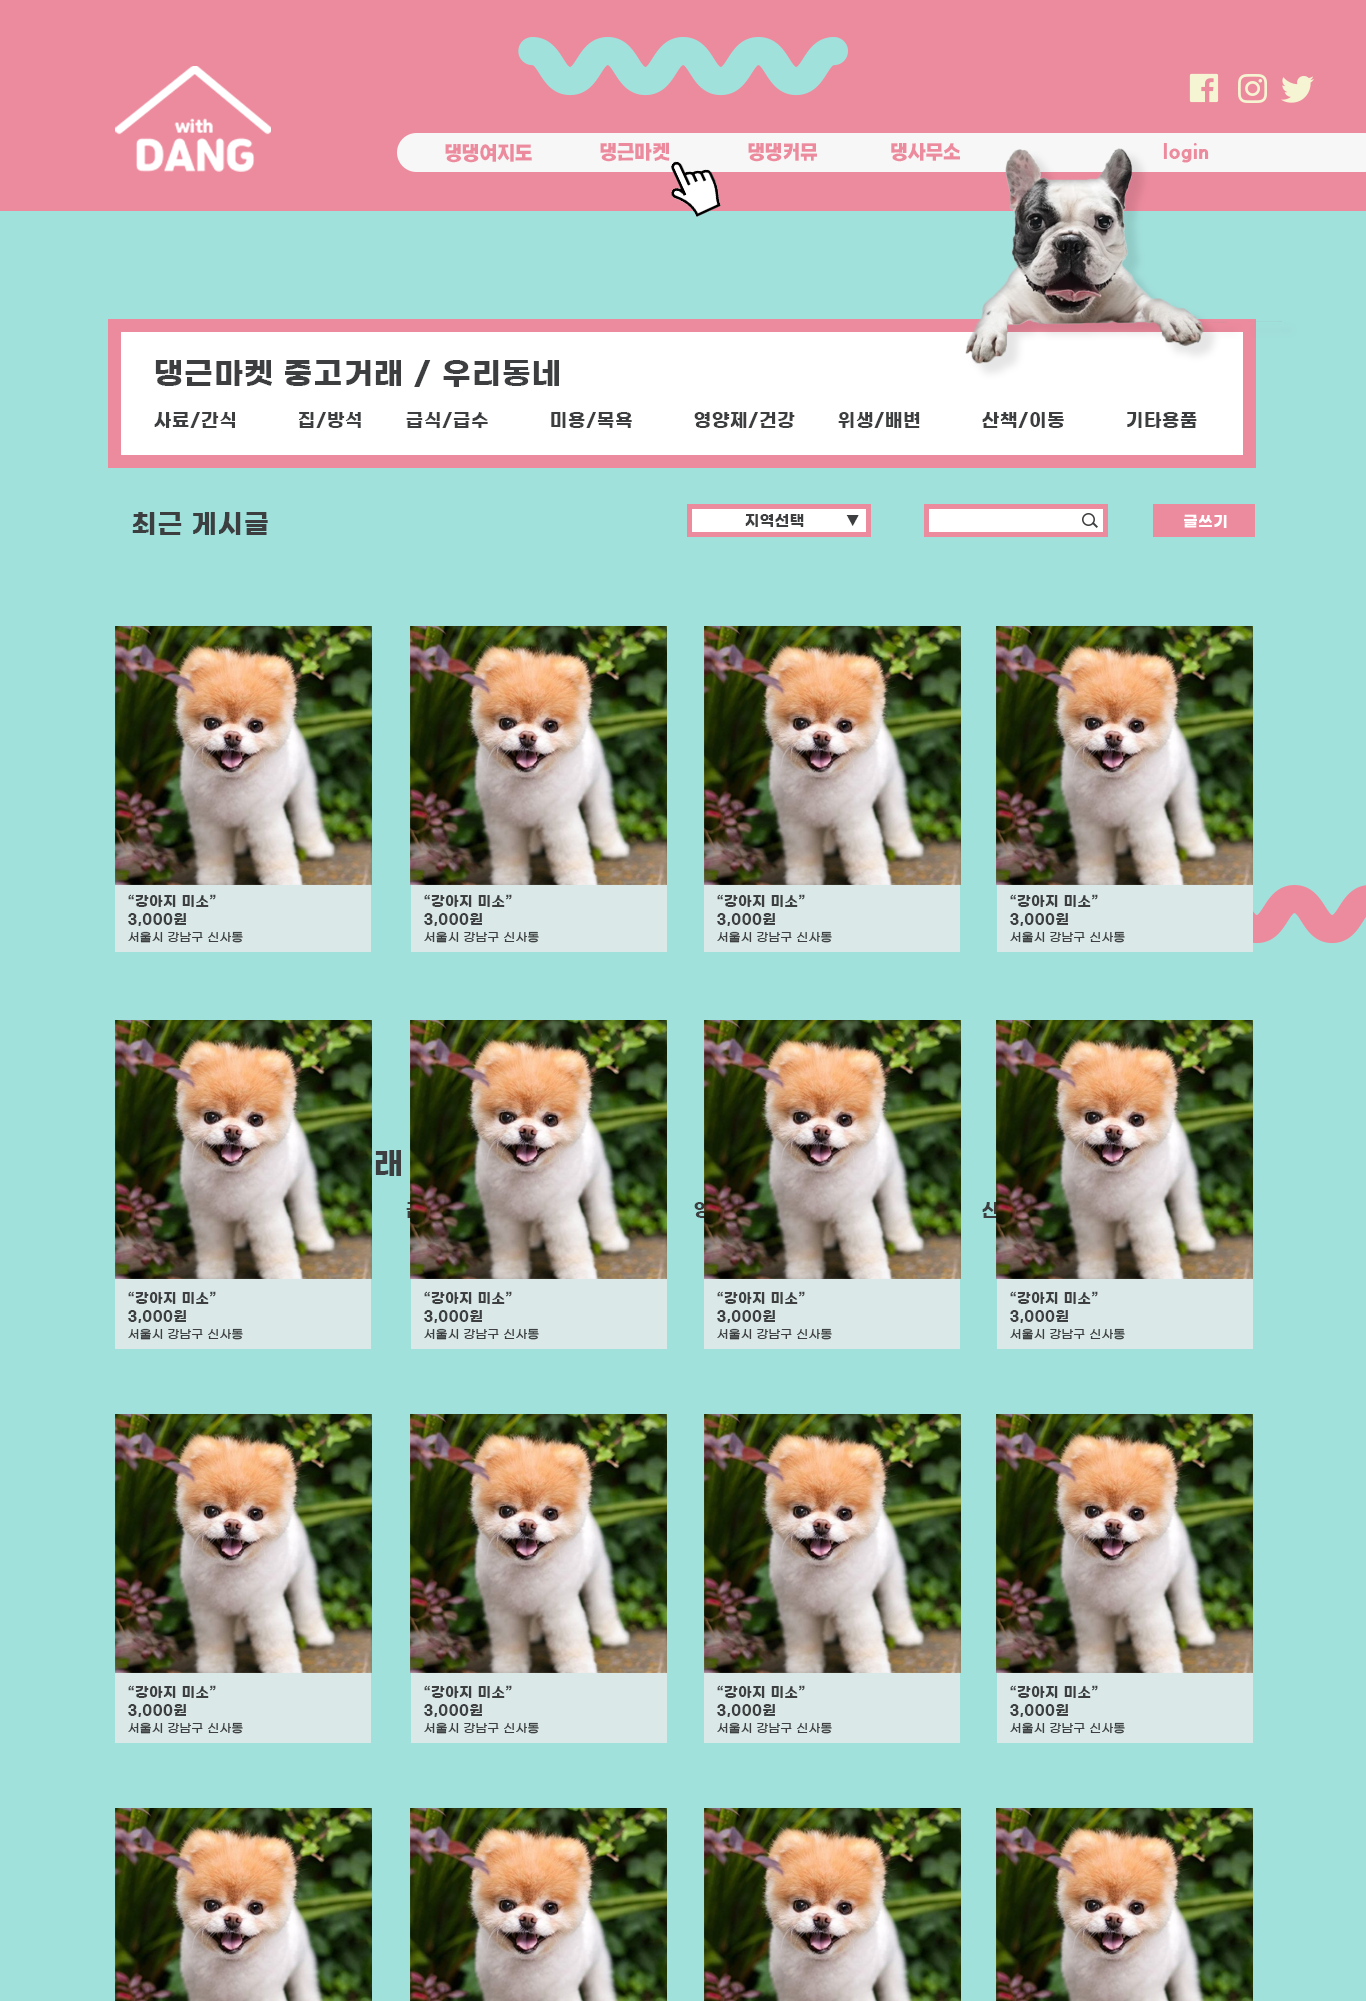 with
DANG
댕댕여지도 댕근마켓 댕댕커뮤 댕사무소 login
댕근마켓 중고거래 / 우리동네
사료/간식 집/방석 급식/급수 미용/목욕 영양제/건강 위생/배변 산책/이동 기타용품
최근 게시글 지역선택 ▼ 글쓰기
“강아지 미소” “강아지 미소” “강아지 미소” “강아지 미소”
3,000원 3,000원 3,000원 3,000원
서울시 강남구 신사동 서울시 강남구 신사동 서울시 강남구 신사동 서울시 강남구 신사동
래
“강아지 미소” “강아지 미소” “강아지 미소” “강아지 미소”
3,000원 3,000원 3,000원 3,000원
서울시 강남구 신사동 서울시 강남구 신사동 서울시 강남구 신사동 서울시 강남구 신사동
“강아지 미소” “강아지 미소” “강아지 미소” “강아지 미소”
3,000원 3,000원 3,000원 3,000원
서울시 강남구 신사동 서울시 강남구 신사동 서울시 강남구 신사동 서울시 강남구 신사동